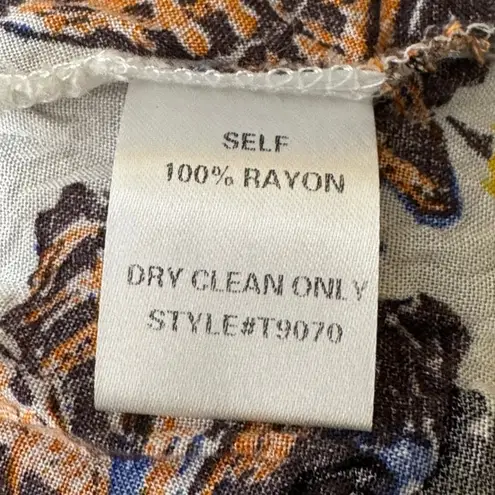 SELF
100% RAYON
DRY CLEAN ONLY
STYLE#T9070